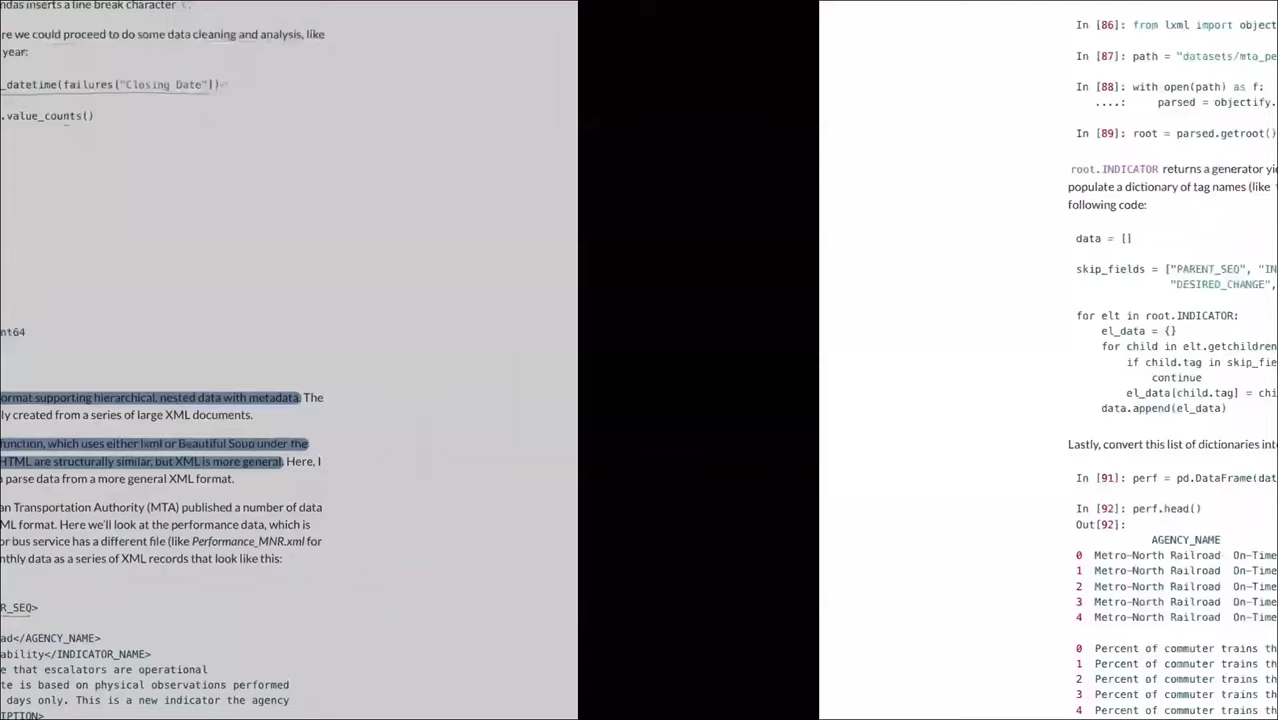 ndas inserts a line break character \.
re we could proceed to do some data cleaning and analysis, like
year:
_datetime(failures["Closing Date"])
.value_counts()
nt64
ormat supporting hierarchical, nested data with metadata. The
ly created from a series of large XML documents.
function, which uses either lxml or Beautiful Soup under the
HTML are structurally similar, but XML is more general. Here, I
parse data from a more general XML format.
an Transportation Authority (MTA) published a number of data
ML format. Here we'll look at the performance data, which is
or bus service has a different file (like Performance_MNR.xml for
nthly data as a series of XML records that look like this:
R_SEQ>
ad</AGENCY_NAME>
ability</INDICATOR_NAME>
e that escalators are operational
te is based on physical observations performed
days only. This is a new indicator the agency
IPTION>
In [86]: from lxml import object
In [87]: path = "datasets/mta_pe
In [88]: with open(path) as f:
....: parsed = objectify.
In [89]: root = parsed.getroot()
root.INDICATOR returns a generator yie
populate a dictionary of tag names (like
following code:
data = []
skip_fields = ["PARENT_SEQ", "IN
"DESIRED_CHANGE",
for elt in root.INDICATOR:
el_data = {}
for child in elt.getchildren
if child.tag in skip_fie
continue
el_data[child.tag] = chi
data.append(el_data)
Lastly, convert this list of dictionaries into
In [91]: perf = pd.DataFrame(dat
In [92]: perf.head()
Out[92]:
AGENCY_NAME
0 Metro-North Railroad On-Time
1 Metro-North Railroad On-Time
2 Metro-North Railroad On-Time
3 Metro-North Railroad On-Time
4 Metro-North Railroad On-Time
0 Percent of commuter trains th
1 Percent of commuter trains th
2 Percent of commuter trains th
3 Percent of commuter trains th
4 Percent of commuter trains th